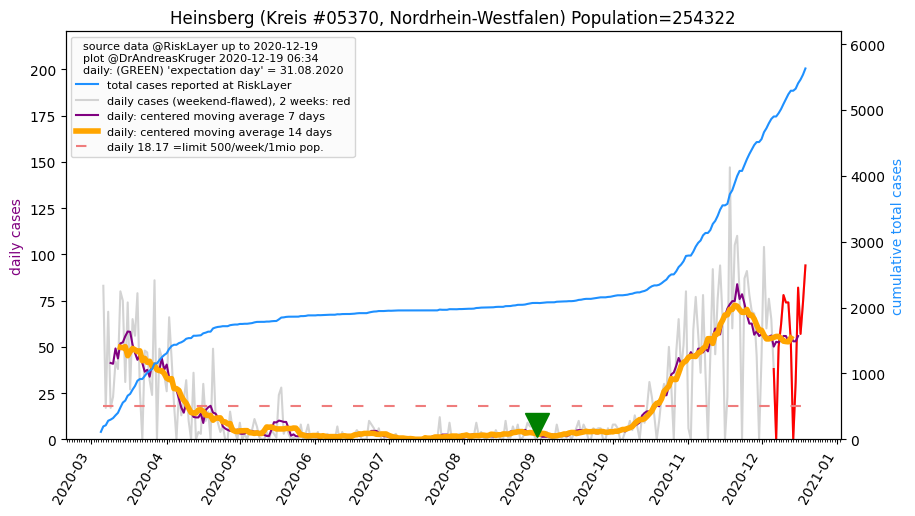 Heinsberg (Kreis #05370, Nordrhein-Westfalen) Population=254322
source data @RiskLayer up to 2020-12-19
plot @DrAndreasKruger 2020-12-19 06:34
daily: (GREEN) 'expectation day' = 31.08.2020
total cases reported at RiskLayer
daily cases (weekend-flawed), 2 weeks: red
daily: centered moving average 7 days
daily: centered moving average 14 days
daily 18.17 =limit 500/week/1mio pop.
daily cases
200
175
150
125
100
75
50
25
0
6000
5000
4000
3000
2000
1000
0
cumulative total cases
2020-03
2020-04
2020-05
2020-06
2020-07
2020-08
2020-09
2020-10
2020-11
2020-12
2021-01